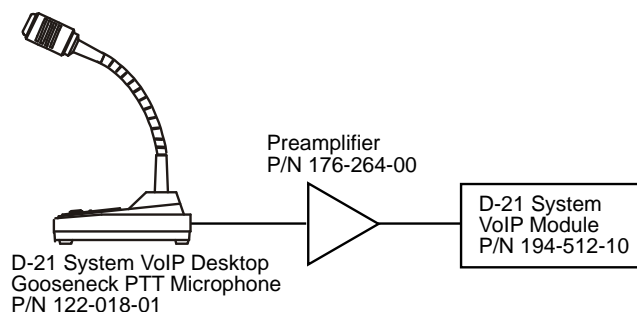 Preamplifier
P/N 176-264-00
D-21 System
VoIP Module
P/N 194-512-10
D-21 System VoIP Desktop
Gooseneck PTT Microphone
P/N 122-018-01